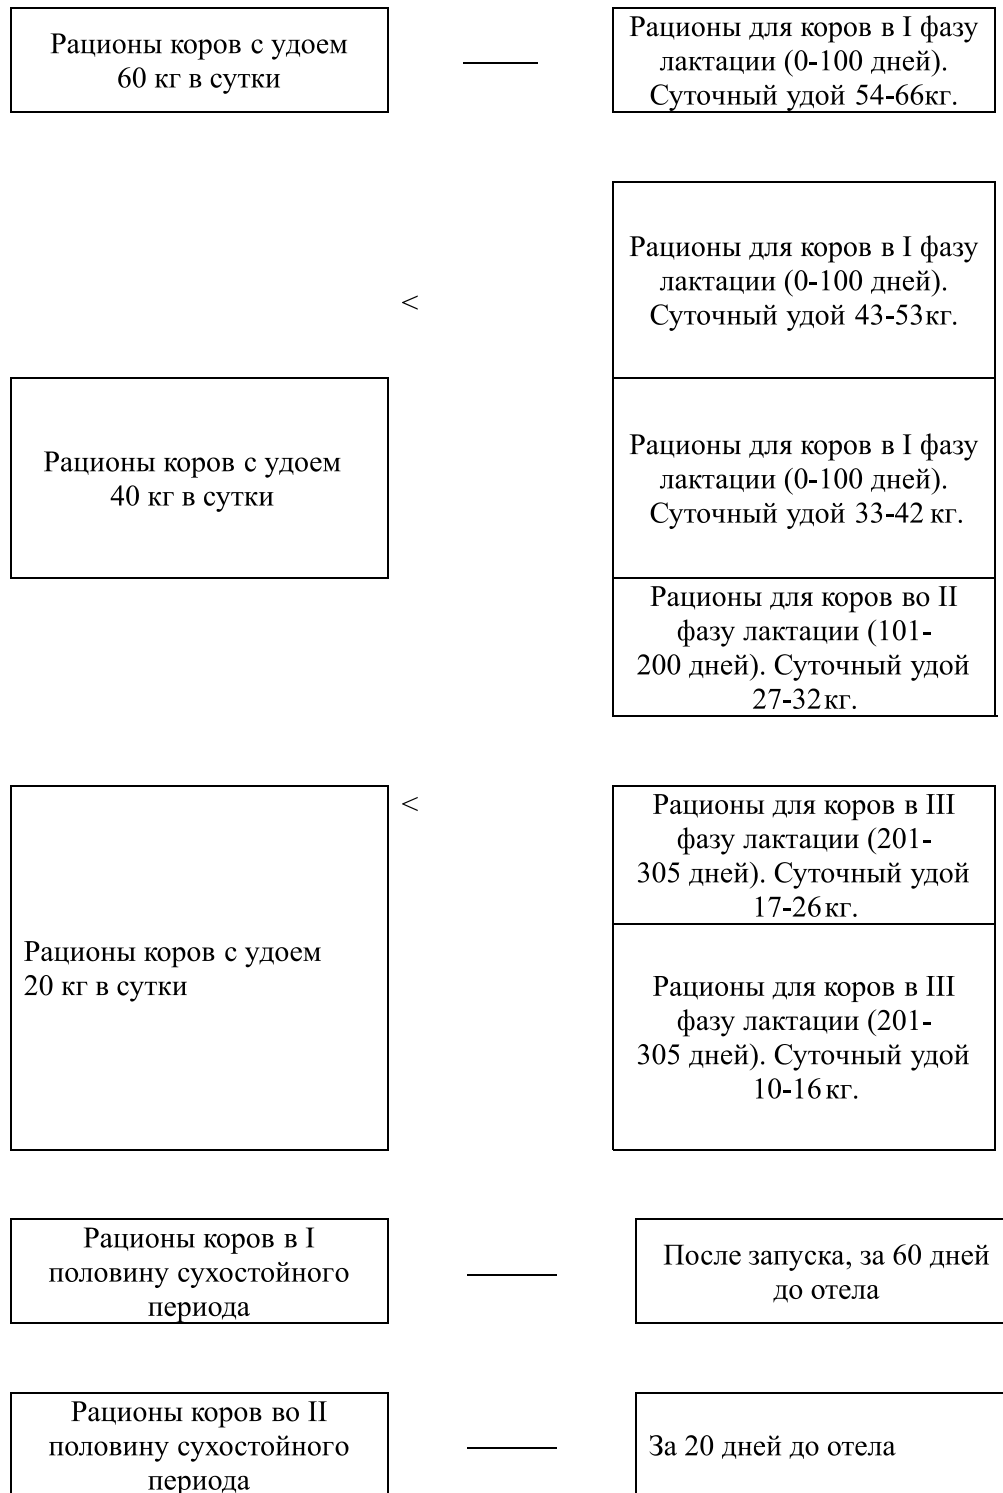 Рационы коров с удоем
60 кг в сутки
Рационы для коров в I фазу
лактации (0-100 дней).
Суточный удой 54-66кг.
<
Рационы для коров в I фазу
лактации (0-100 дней).
Суточный удой 43-53кг.
Рационы коров с удоем
40 кг в сутки
Рационы для коров в I фазу
лактации (0-100 дней).
Суточный удой 33-42 кг.
Рационы для коров во II
фазу лактации (101-
200 дней). Суточный удой
27-32кг.
Рационы коров с удоем
20 кг в сутки
<
Рационы для коров в III
фазу лактации (201-
305 дней). Суточный удой
17-26кг.
Рационы для коров в III
фазу лактации (201-
305 дней). Суточный удой
10-16кг.
Рационы коров в I
половину сухостойного
периода
После запуска, за 60 дней
до отела
Рационы коров во II
половину сухостойного
периода
За 20 дней до отела